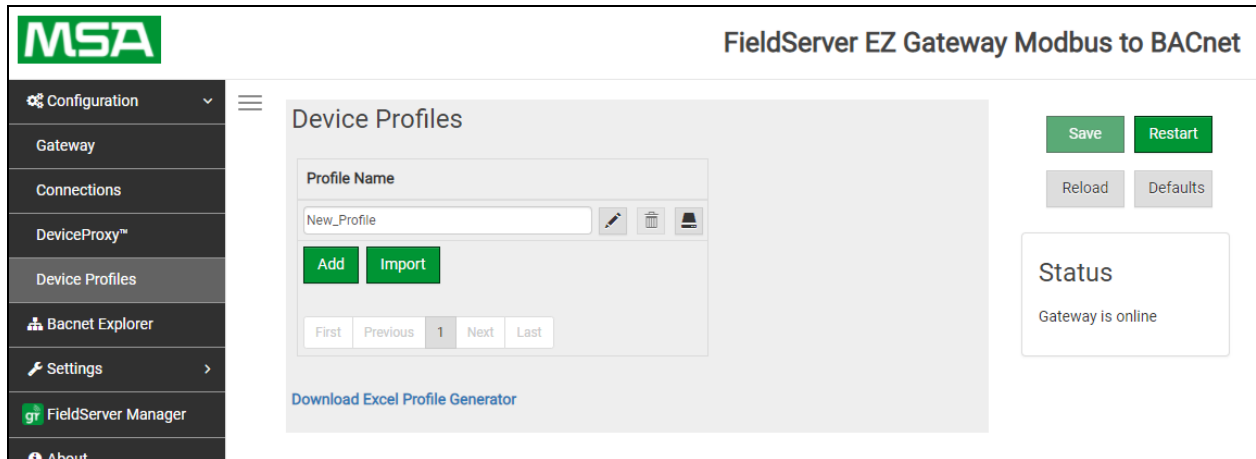 MSA
FieldServer EZ Gateway Modbus to BACnet
Configuration
Gateway
Connections
DeviceProxy™
Device Profiles
Bacnet Explorer
Settings
gT FieldServer Manager
About
Device Profiles
Profile Name
New_Profile
Add Import
First Previous 1 Next Last
Download Excel Profile Generator
Save Restart
Reload Defaults
Status
Gateway is online